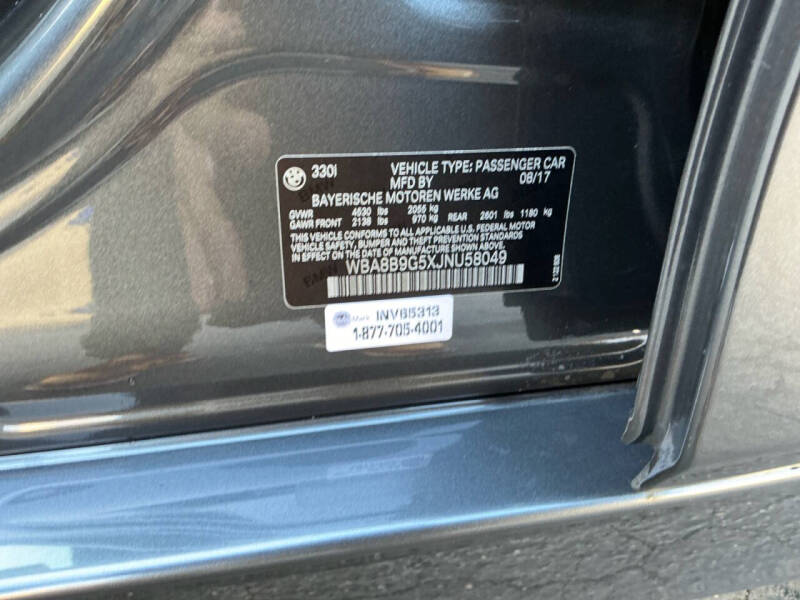 330i VEHICLE TYPE: PASSENGER CAR
MFD BY 08/17
BAYERISCHE MOTOREN WERKE AG
GVWR 4530 lbs 2055 kg
GAWR FRONT 2138 lbs 970 kg REAR 2601 lbs 1180 kg
THIS VEHICLE CONFORMS TO ALL APPLICABLE U.S. FEDERAL MOTOR
VEHICLE SAFETY, BUMPER AND THEFT PREVENTION STANDARDS
IN EFFECT ON THE DATE OF MANUFACTURE SHOWN ABOVE.
WBA8B9G5XJNU58049
INV65313
1-877-705-4001